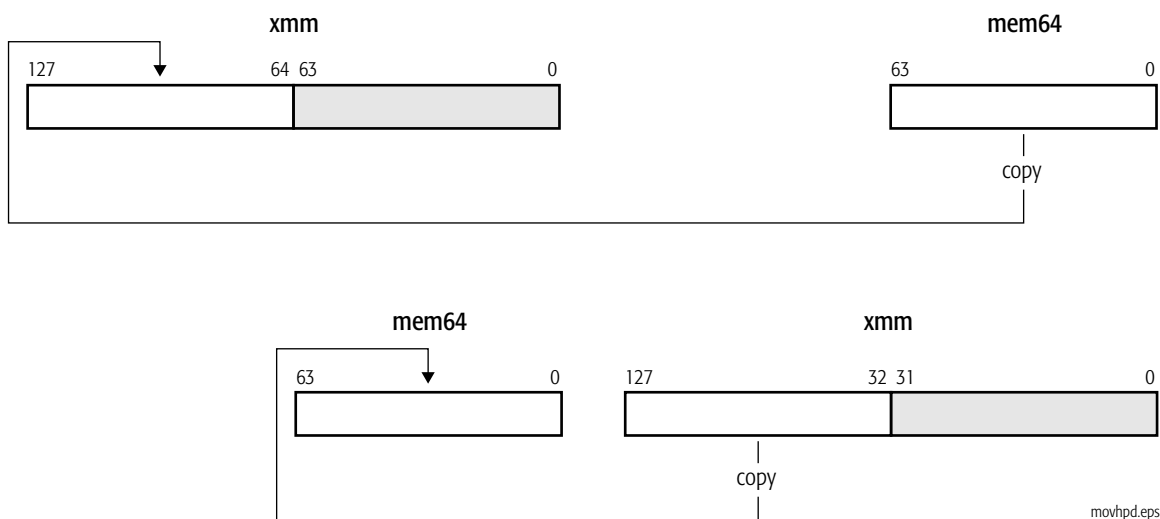 xmm mem64
127 64 63 0 63 0
copy
mem64 xmm
63 0 127 32 31 0
copy
movhpd.eps